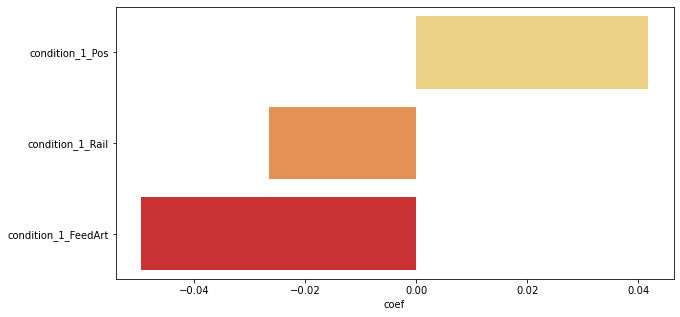 condition_1_Pos
condition_1_Rail
condition_1_FeedArt
−0.04 −0.02 0.00 0.02 0.04
coef